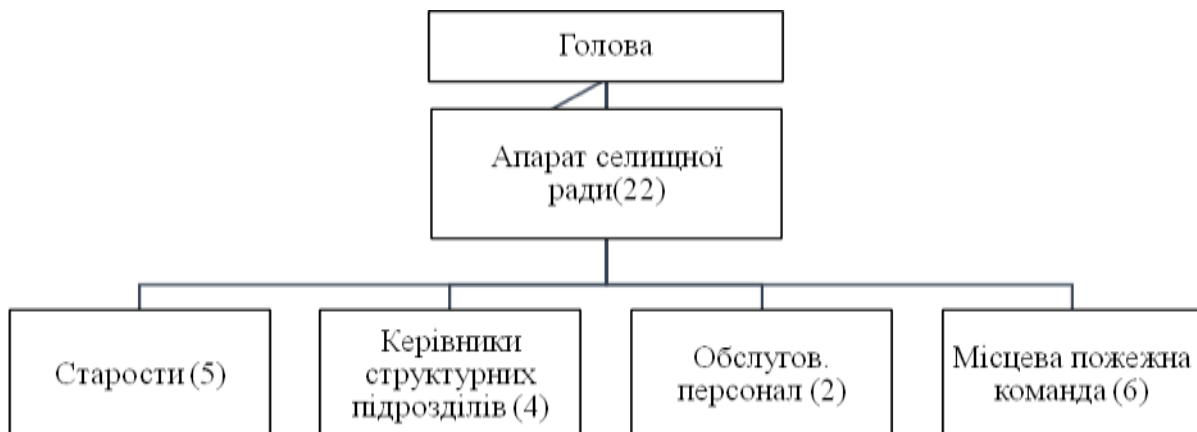 Голова
Апарат селищної
ради(22)
Старости (5)
Керівники
структурних
підрозділів (4)
Обслугов.
персонал (2)
Місцева пожежна
команда (6)